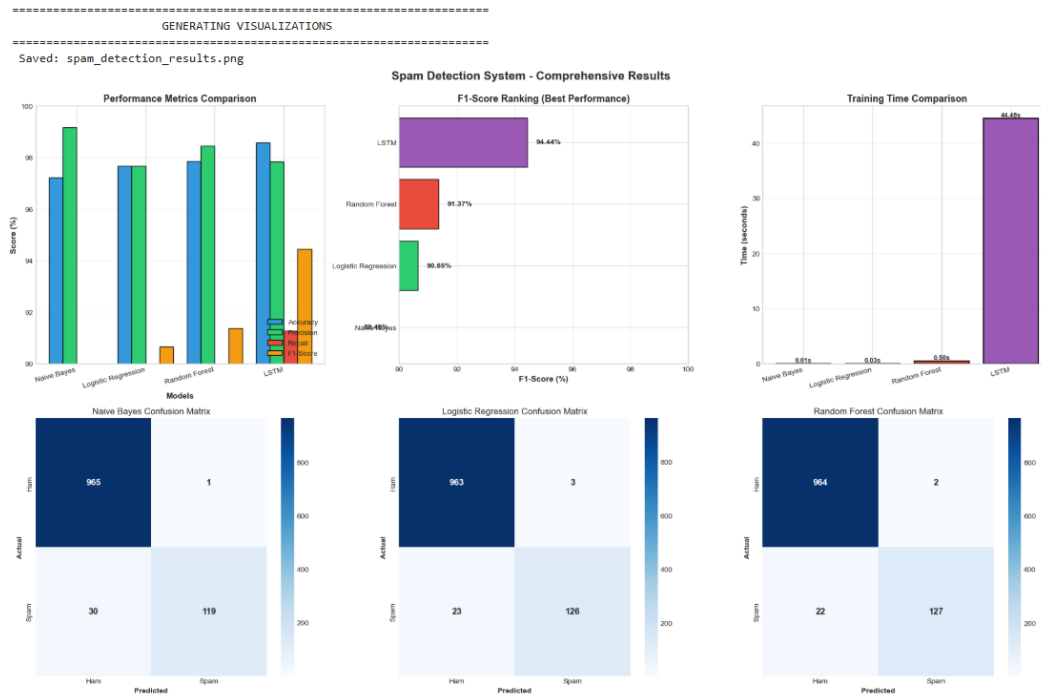 ======================================================================
GENERATING VISUALIZATIONS
======================================================================
Saved: spam_detection_results.png
Spam Detection System - Comprehensive Results
Performance Metrics Comparison
100
98
96
94
92
90
Score (%)
Accuracy
Precision
Recall
F1-Score
Naive Bayes
Logistic Regression
Random Forest
LSTM
Models
F1-Score Ranking (Best Performance)
LSTM
94.44%
Random Forest
91.37%
Logistic Regression
90.65%
Naive Bayes
90
92
94
96
98
100
F1-Score (%)
Training Time Comparison
40
30
20
10
0
Time (seconds)
0.01s
0.03s
0.50s
44.48s
Naive Bayes
Logistic Regression
Random Forest
LSTM
Naive Bayes Confusion Matrix
Actual
Ham
965
1
Spam
30
119
Ham
Spam
Predicted
800
600
400
200
Logistic Regression Confusion Matrix
Actual
Ham
963
3
Spam
23
126
Ham
Spam
Predicted
800
600
400
200
Random Forest Confusion Matrix
Actual
Ham
964
2
Spam
22
127
Ham
Spam
Predicted
800
600
400
200